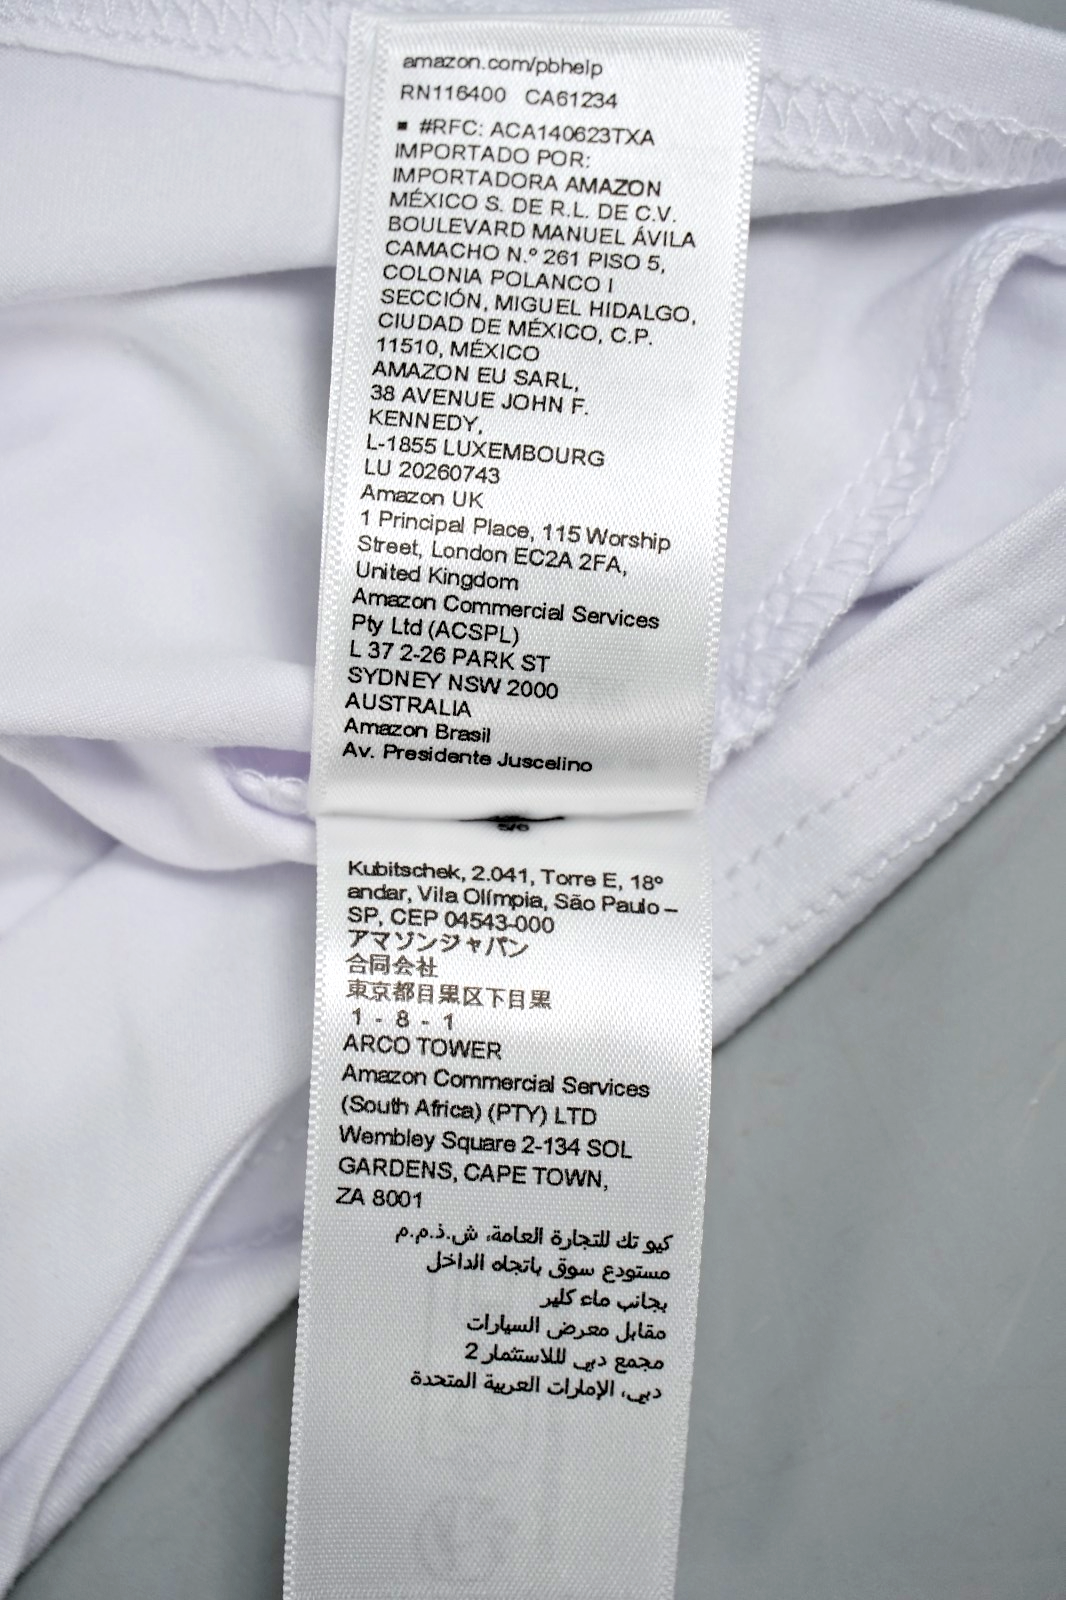 amazon.com/pbhelp
RN116400 CA61234
▪ #RFC: ACA140623TXA
IMPORTADO POR:
IMPORTADORA AMAZON
MÉXICO S. DE R.L. DE C.V.
BOULEVARD MANUEL ÁVILA
CAMACHO N.º 261 PISO 5,
COLONIA POLANCO I
SECCIÓN, MIGUEL HIDALGO,
CIUDAD DE MÉXICO, C.P.
11510, MÉXICO
AMAZON EU SARL,
38 AVENUE JOHN F.
KENNEDY,
L-1855 LUXEMBOURG
LU 20260743
Amazon UK
1 Principal Place, 115 Worship
Street, London EC2A 2FA,
United Kingdom
Amazon Commercial Services
Pty Ltd (ACSPL)
L 37 2-26 PARK ST
SYDNEY NSW 2000
AUSTRALIA
Amazon Brasil
Av. Presidente Juscelino
5/6
Kubitschek, 2.041, Torre E, 18º
andar, Vila Olímpia, São Paulo –
SP, CEP 04543-000
アマゾンジャパン
合同会社
東京都目黒区下目黒
1 - 8 - 1
ARCO TOWER
Amazon Commercial Services
(South Africa) (PTY) LTD
Wembley Square 2-134 SOL
GARDENS, CAPE TOWN,
ZA 8001
كيو تك للتجارة العامة، ش.ذ.م.م
مستودع سوق باتجاه الداخل
بجانب ماء كلير
مقابل معرض السيارات
مجمع دبي لللاستثمار 2
دبي، الإمارات العربية المتحدة